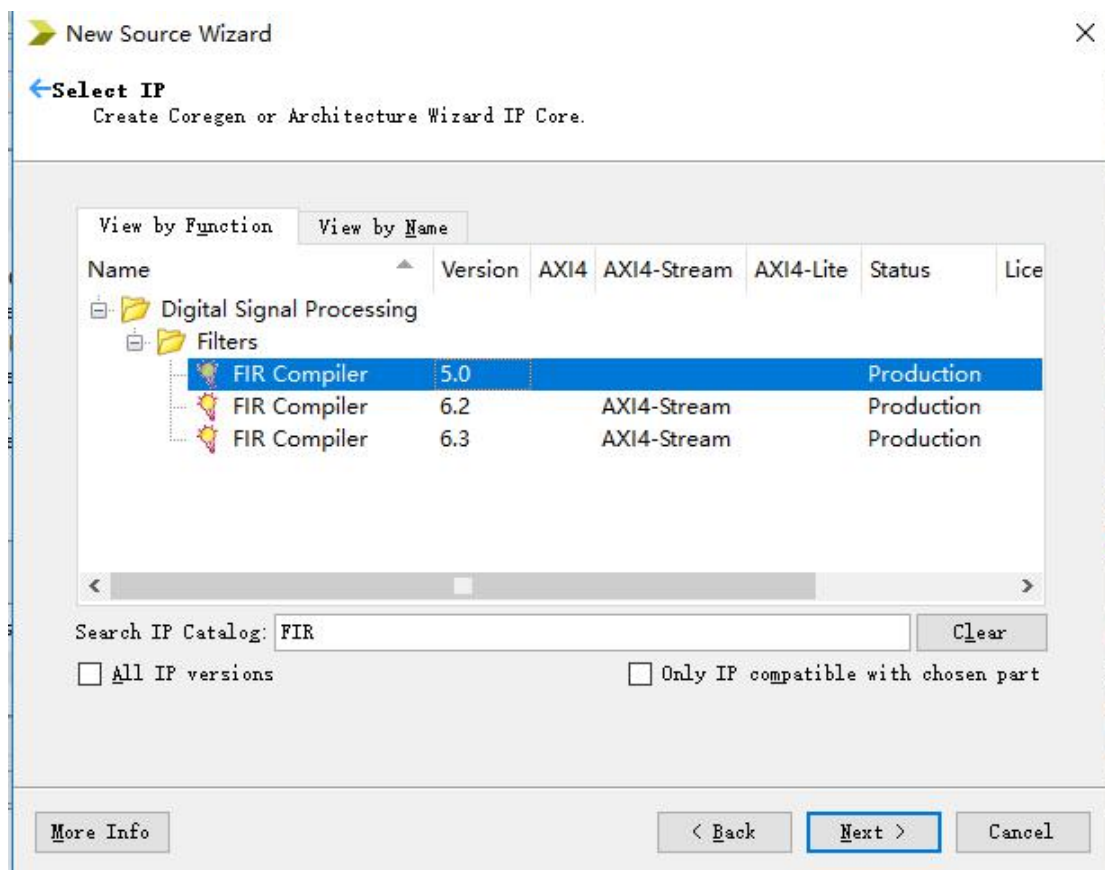 New Source Wizard
Select IP
Create Coregen or Architecture Wizard IP Core.
View by Function View by Name
Name Version AXI4 AXI4-Stream AXI4-Lite Status Lice
Digital Signal Processing
Filters
FIR Compiler 5.0 Production
FIR Compiler 6.2 AXI4-Stream Production
FIR Compiler 6.3 AXI4-Stream Production
Search IP Catalog: FIR Clear
All IP versions Only IP compatible with chosen part
More Info < Back Next > Cancel